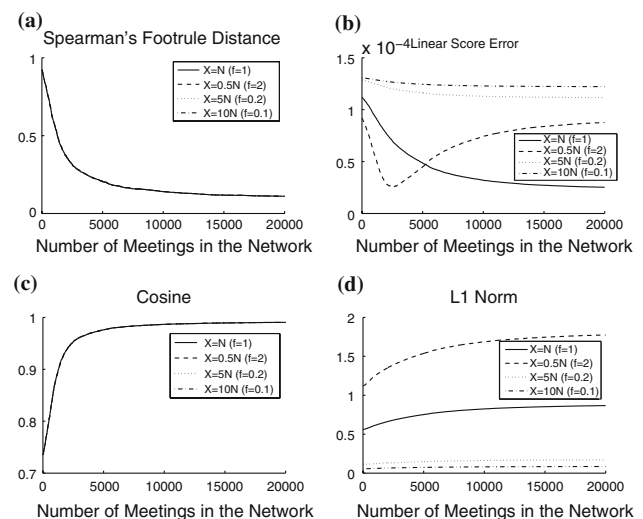 (a)
Spearman's Footrule Distance
1
0.5
0
X=N (f=1)
X=0.5N (f=2)
X=5N (f=0.2)
X=10N (f=0.1)
0 5000 10000 15000 20000
Number of Meetings in the Network
(b)
x 10-4 Linear Score Error
1.5
1
0.5
0
X=N (f=1)
X=0.5N (f=2)
X=5N (f=0.2)
X=10N (f=0.1)
0 5000 10000 15000 20000
Number of Meetings in the Network
(c)
Cosine
1
0.9
0.8
0.7
X=N (f=1)
X=0.5N (f=2)
X=5N (f=0.2)
X=10N (f=0.1)
0 5000 10000 15000 20000
Number of Meetings in the Network
(d)
L1 Norm
2
1.5
1
0.5
0
X=N (f=1)
X=0.5N (f=2)
X=5N (f=0.2)
X=10N (f=0.1)
0 5000 10000 15000 20000
Number of Meetings in the Network